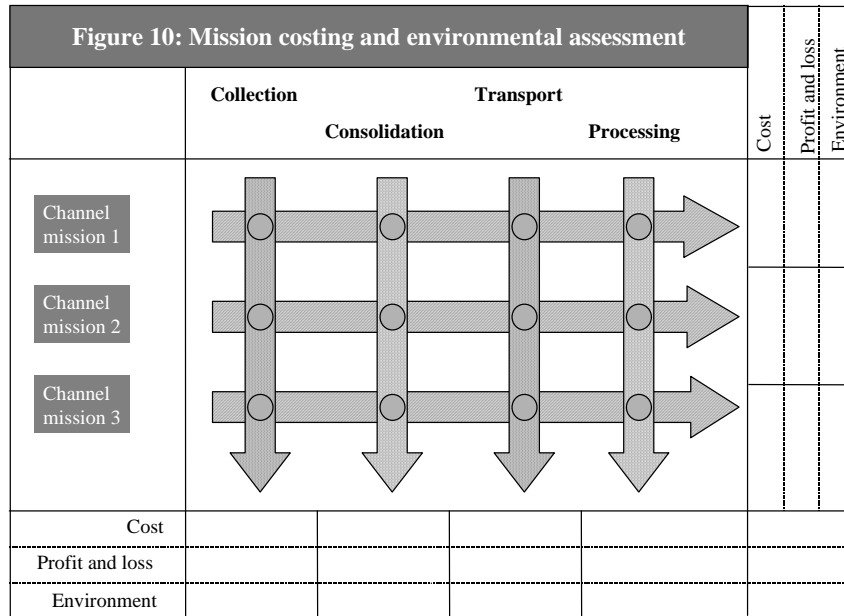 Figure 10: Mission costing and environmental assessment
Cost
Profit and loss
Environment
Collection
Transport
Consolidation
Processing
Channel
mission 1
Channel
mission 2
Channel
mission 3
Cost
Profit and loss
Environment